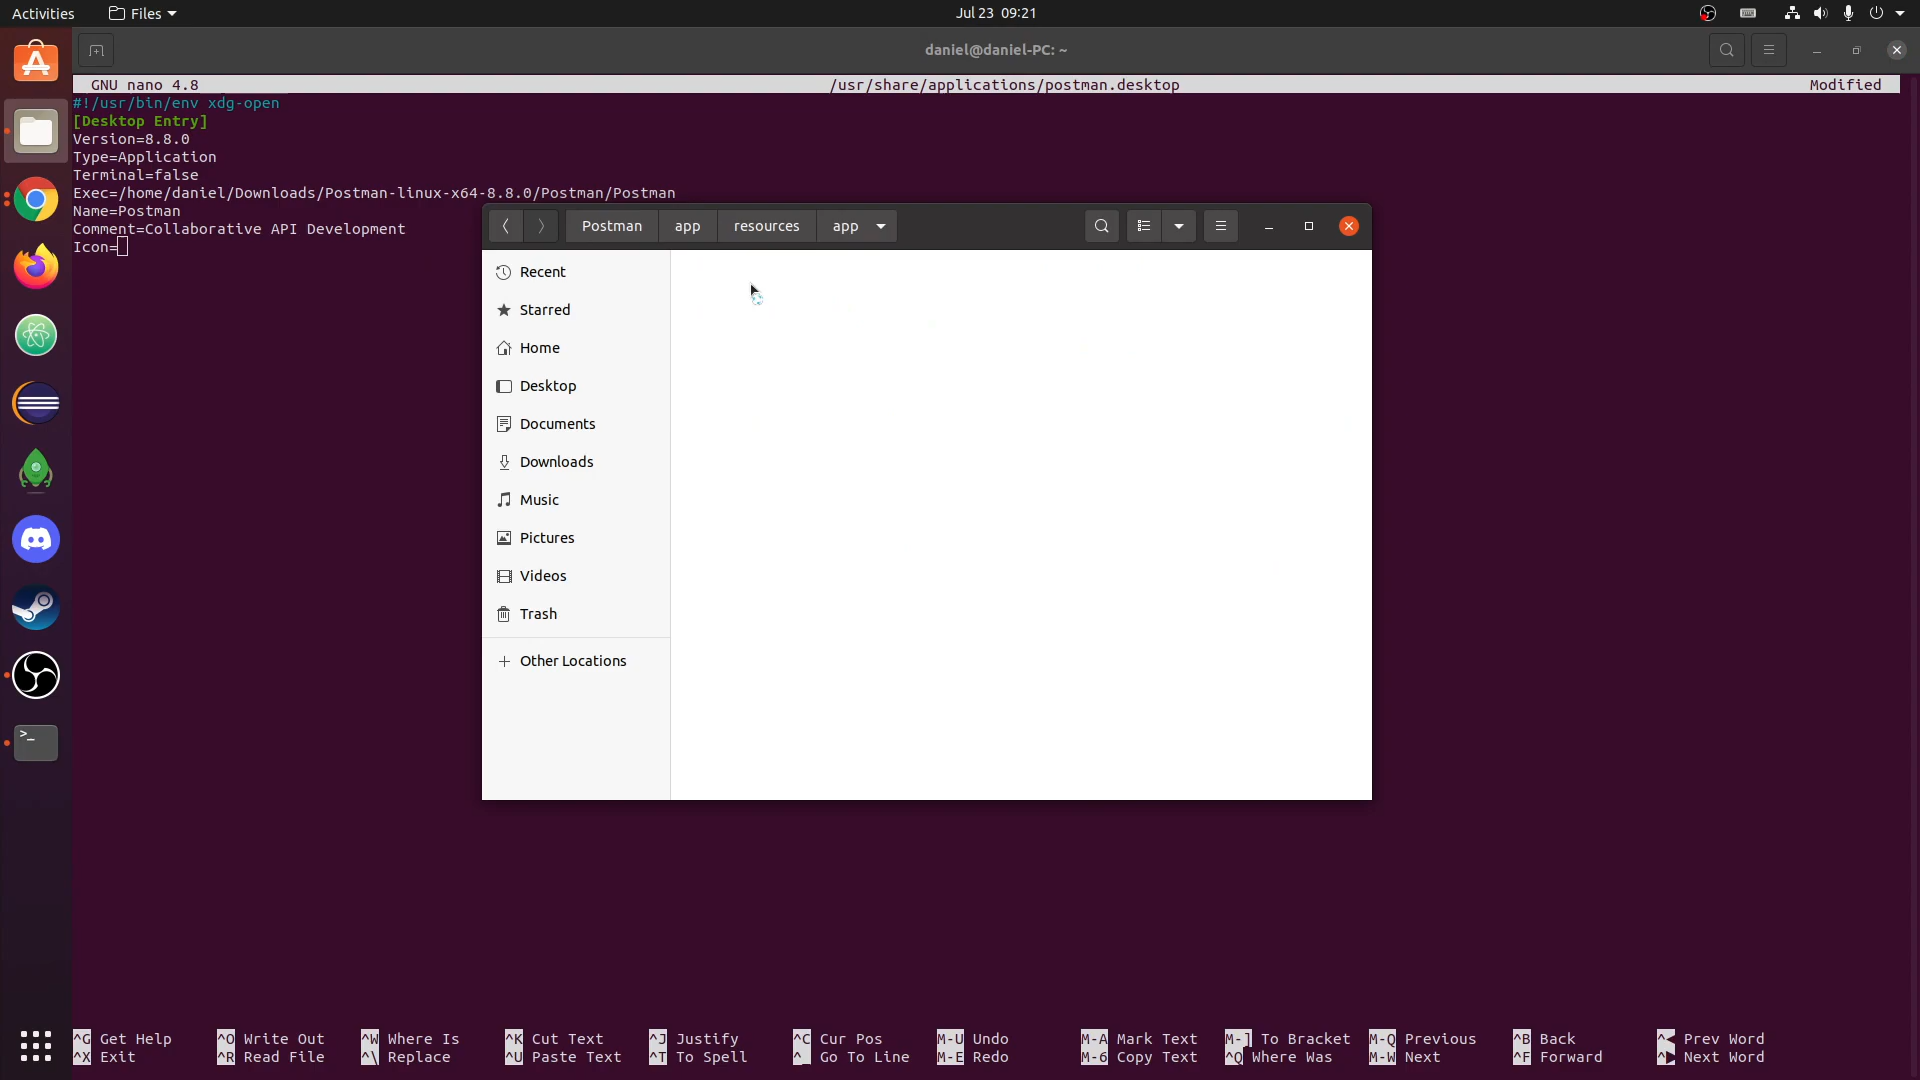 Activities
Files
Jul 23 09:21
daniel@daniel-PC: ~
GNU nano 4.8
/usr/share/applications/postman.desktop
Modified
#!/usr/bin/env xdg-open
[Desktop Entry]
Version=8.8.0
Type=Application
Terminal=false
Exec=/home/daniel/Downloads/Postman-linux-x64-8.8.0/Postman/Postman
Name=Postman
Comment=Collaborative API Development
Icon=
Postman
app
resources
app
Recent
Starred
Home
Desktop
Documents
Downloads
Music
Pictures
Videos
Trash
Other Locations
^G Get Help ^O Write Out ^W Where Is ^K Cut Text ^J Justify ^C Cur Pos M-U Undo M-A Mark Text M-] To Bracket M-Q Previous ^B Back ^◀ Prev Word
^X Exit ^R Read File ^\ Replace ^U Paste Text ^T To Spell ^_ Go To Line M-E Redo M-6 Copy Text ^Q Where Was M-W Next ^F Forward ^▶ Next Word